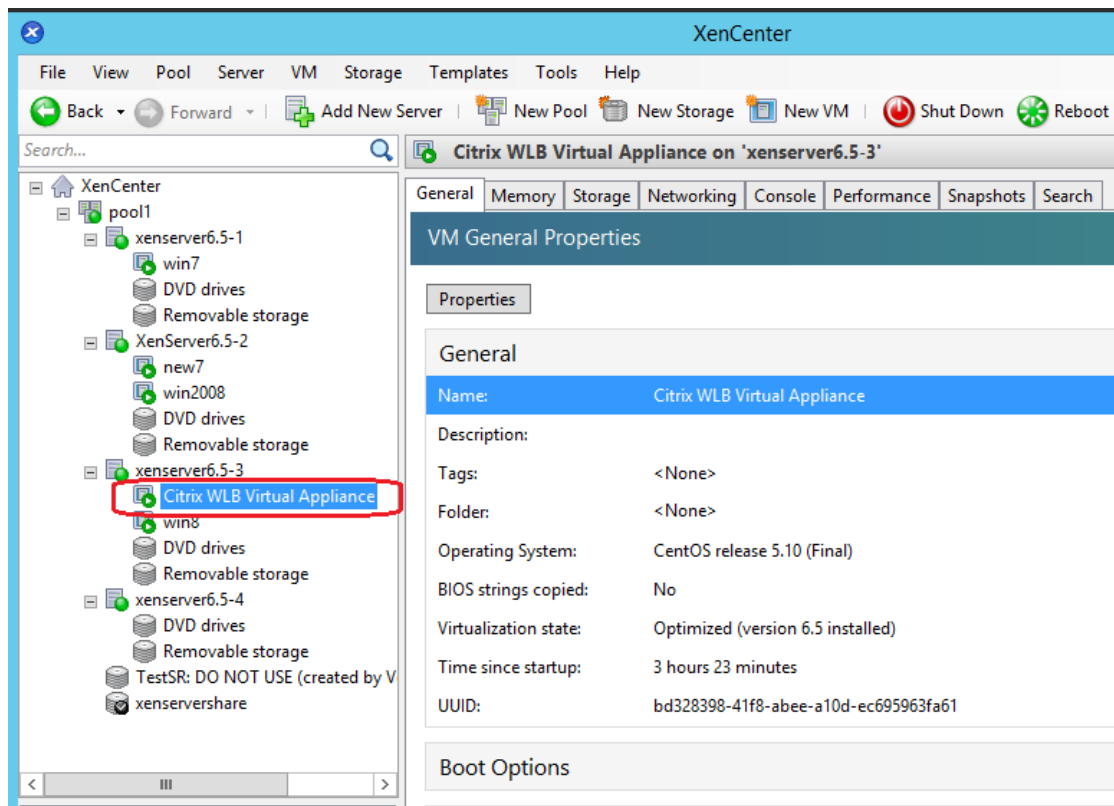 XenCenter
File View Pool Server VM Storage Templates Tools Help
Back Forward Add New Server New Pool New Storage New VM Shut Down Reboot
Search...
Citrix WLB Virtual Appliance on 'xenserver6.5-3'
XenCenter
pool1
xenserver6.5-1
win7
DVD drives
Removable storage
XenServer6.5-2
new7
win2008
DVD drives
Removable storage
xenserver6.5-3
Citrix WLB Virtual Appliance
win8
DVD drives
Removable storage
xenserver6.5-4
DVD drives
Removable storage
TestSR: DO NOT USE (created by V
xenservershare
General Memory Storage Networking Console Performance Snapshots Search
VM General Properties
Properties
General
Name: Citrix WLB Virtual Appliance
Description:
Tags: <None>
Folder: <None>
Operating System: CentOS release 5.10 (Final)
BIOS strings copied: No
Virtualization state: Optimized (version 6.5 installed)
Time since startup: 3 hours 23 minutes
UUID: bd328398-41f8-abee-a10d-ec695963fa61
Boot Options